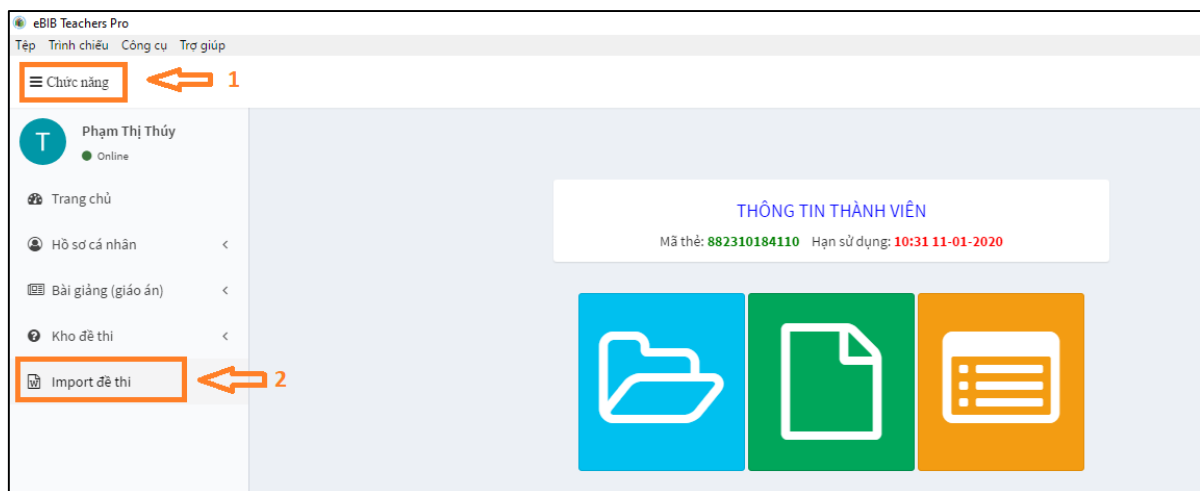 eBIB Teachers Pro
Tệp Trình chiếu Công cụ Trợ giúp
Chức năng 1
T
Phạm Thị Thúy
Online
Trang chủ
Hồ sơ cá nhân
Bài giảng (giáo án)
Kho đề thi
W Import đề thi 2
THÔNG TIN THÀNH VIÊN
Mã thẻ: 882310184110 Hạn sử dụng: 10:31 11-01-2020